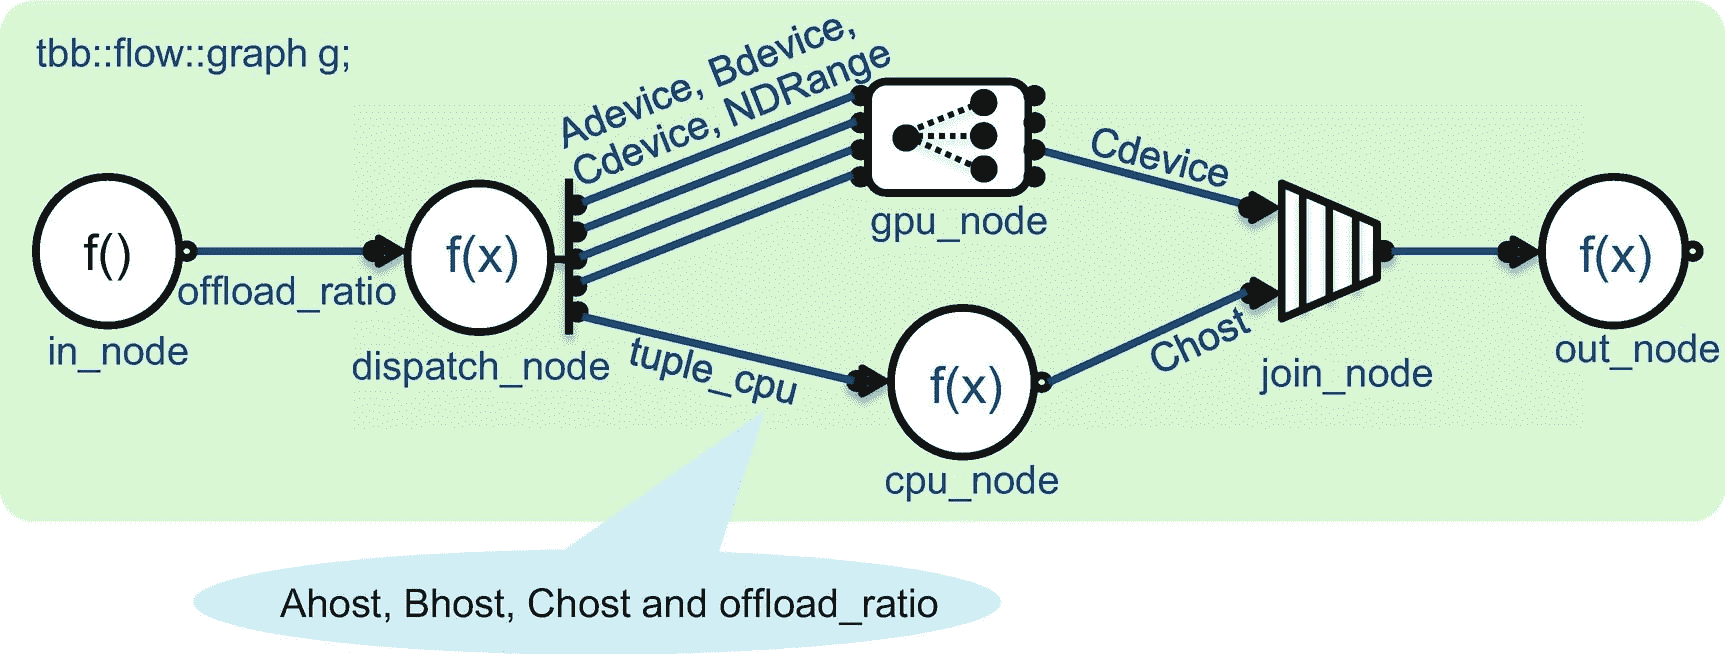 tbb::flow::graph g;
Adevice, Bdevice,
Cdevice, NDRange
f()
offload_ratio
in_node
f(x)
dispatch_node
tuple_cpu
gpu_node
Cdevice
f(x)
cpu_node
Chost
join_node
f(x)
out_node
Ahost, Bhost, Chost and offload_ratio